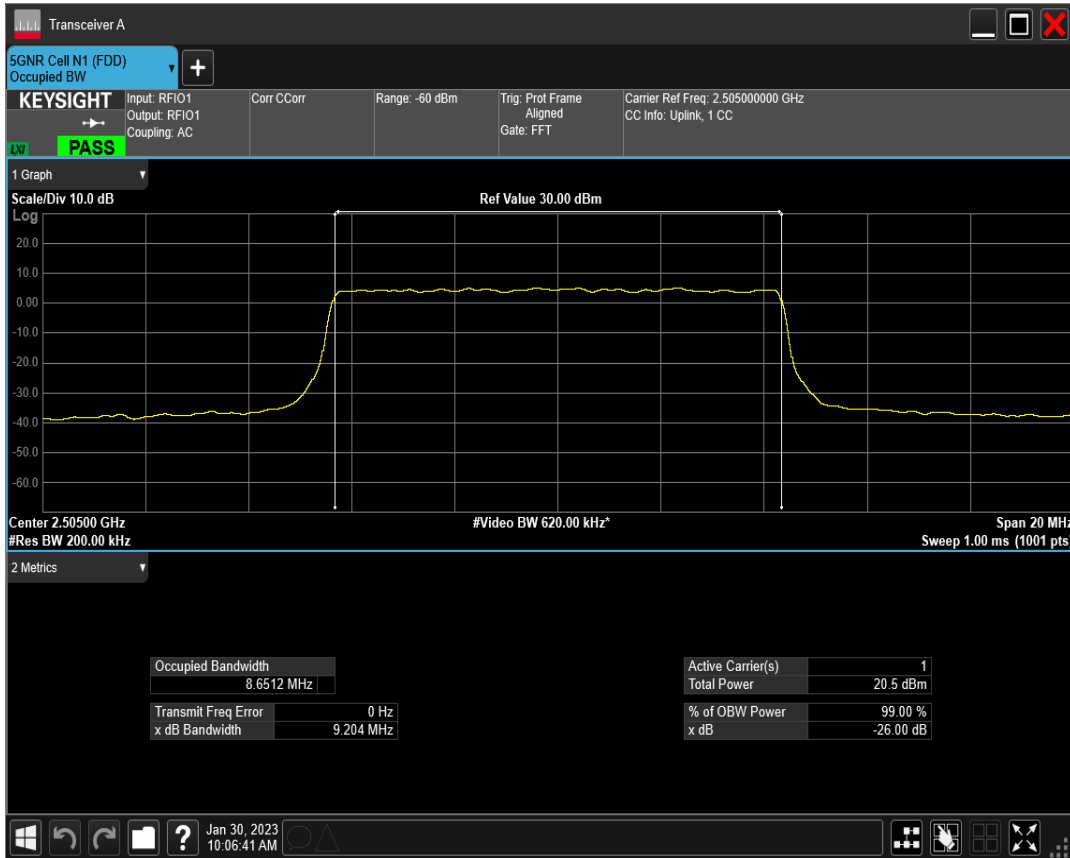 Transceiver A
5GNR Cell N1 (FDD)
Occupied BW
KEYSIGHT
LXI
PASS
Input: RFIO1
Output: RFIO1
Coupling: AC
Corr CCorr
Range: -60 dBm
Trig: Prot Frame
Aligned
Gate: FFT
Carrier Ref Freq: 2.505000000 GHz
CC Info: Uplink, 1 CC
1 Graph
Scale/Div 10.0 dB
Ref Value 30.00 dBm
Log
20.0
10.0
0.00
-10.0
-20.0
-30.0
-40.0
-50.0
-60.0
Center 2.50500 GHz
#Video BW 620.00 kHz*
Span 20 MHz
#Res BW 200.00 kHz
Sweep 1.00 ms (1001 pts)
2 Metrics
Occupied Bandwidth
8.6512 MHz
Transmit Freq Error 0 Hz
x dB Bandwidth 9.204 MHz
Active Carrier(s) 1
Total Power 20.5 dBm
% of OBW Power 99.00 %
x dB -26.00 dB
?
Jan 30, 2023
10:06:41 AM